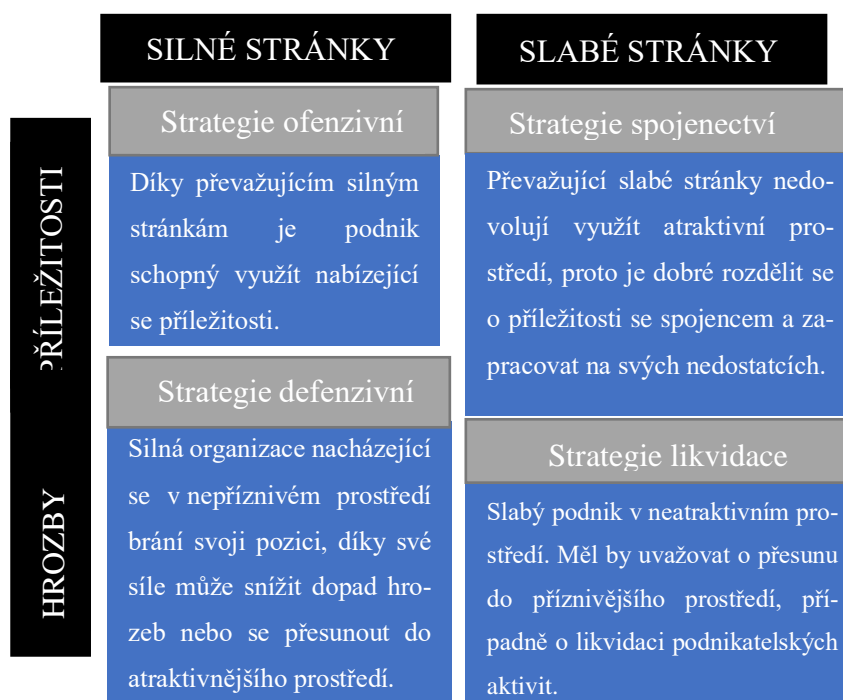 SILNÉ STRÁNKY
SLABÉ STRÁNKY
PŘÍLEŽITOSTI
Strategie ofenzivní
Díky převažujícím silným
stránkám je podnik
schopný využít nabízející
se příležitosti.
Strategie spojenectví
Převažující slabé stránky nedo-
volují využít atraktivní pro-
středí, proto je dobré rozdělit se
o příležitosti se spojencem a za-
pracovat na svých nedostatcích.
HROZBY
Strategie defenzivní
Silná organizace nacházející
se v nepříznivém prostředí
brání svoji pozici, díky své
síle může snížit dopad hro-
zeb nebo se přesunout do
atraktivnějšího prostředí.
Strategie likvidace
Slabý podnik v neatraktivním pro-
středí. Měl by uvažovat o přesunu
do příznivějšího prostředí, pří-
padně o likvidaci podnikatelských
aktivit.